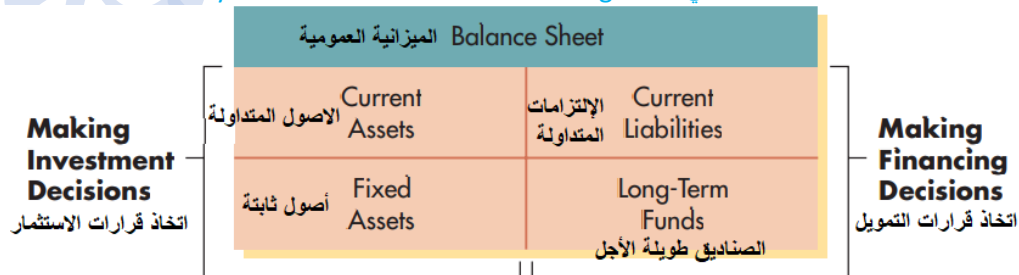 الميزانية العمومية Balance Sheet
Making
Investment
Decisions
اتخاذ قرارات الاستثمار
الاصول المتداولة
Current
Assets
الإلتزامات
المتداولة
Current
Liabilities
أصول ثابتة
Fixed
Assets
Long-Term
Funds
الصناديق طويلة الأجل
Making
Financing
Decisions
اتخاذ قرارات التمويل